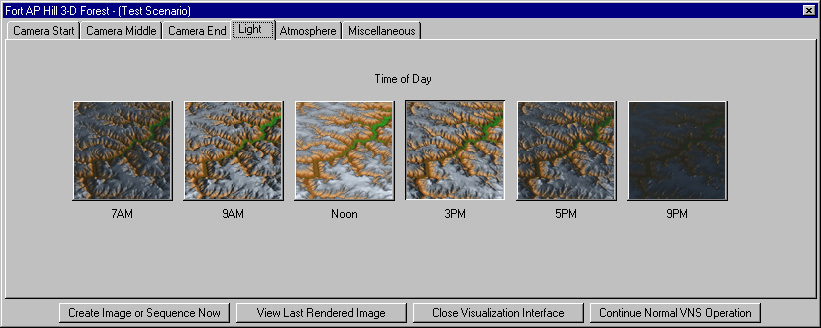 Fort AP Hill 3-D Forest - (Test Scenario)
Camera Start Camera Middle Camera End Light Atmosphere Miscellaneous
Time of Day
7AM 9AM Noon 3PM 5PM 9PM
Create Image or Sequence Now View Last Rendered Image Close Visualization Interface Continue Normal VNS Operation